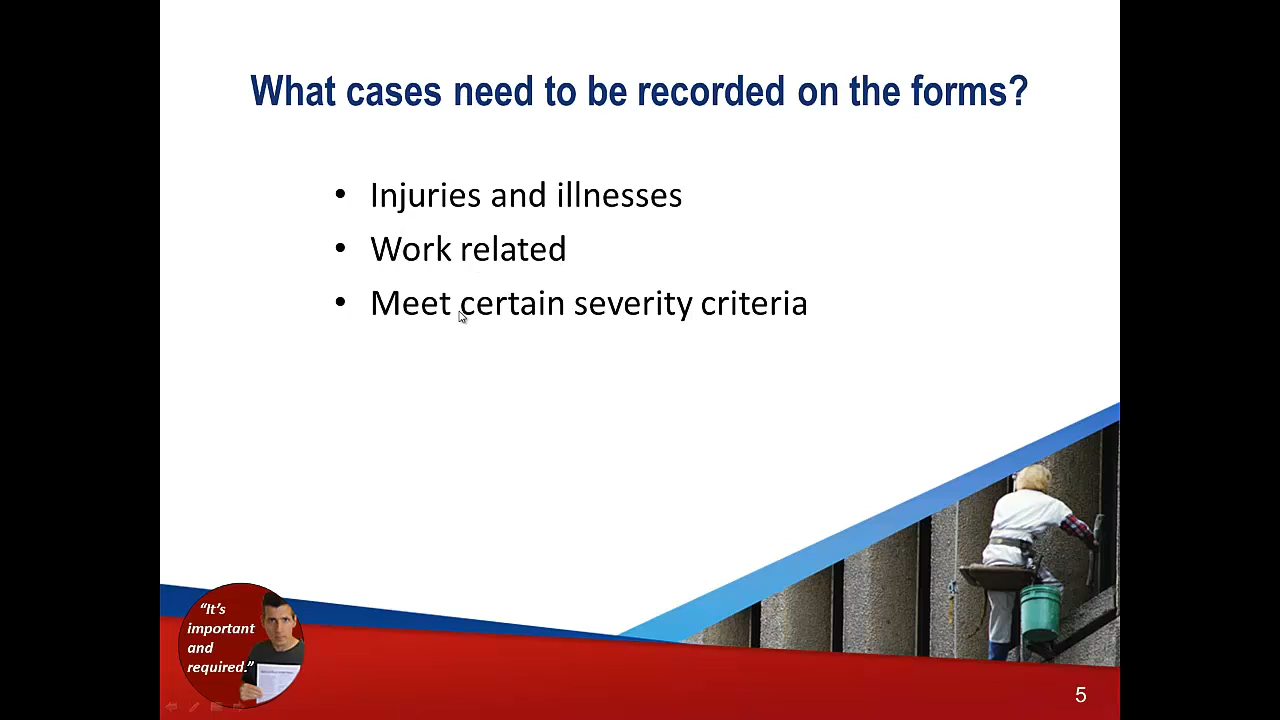 What cases need to be recorded on the forms?
• Injuries and illnesses
• Work related
• Meet certain severity criteria
“It's
important
and
required.”
5